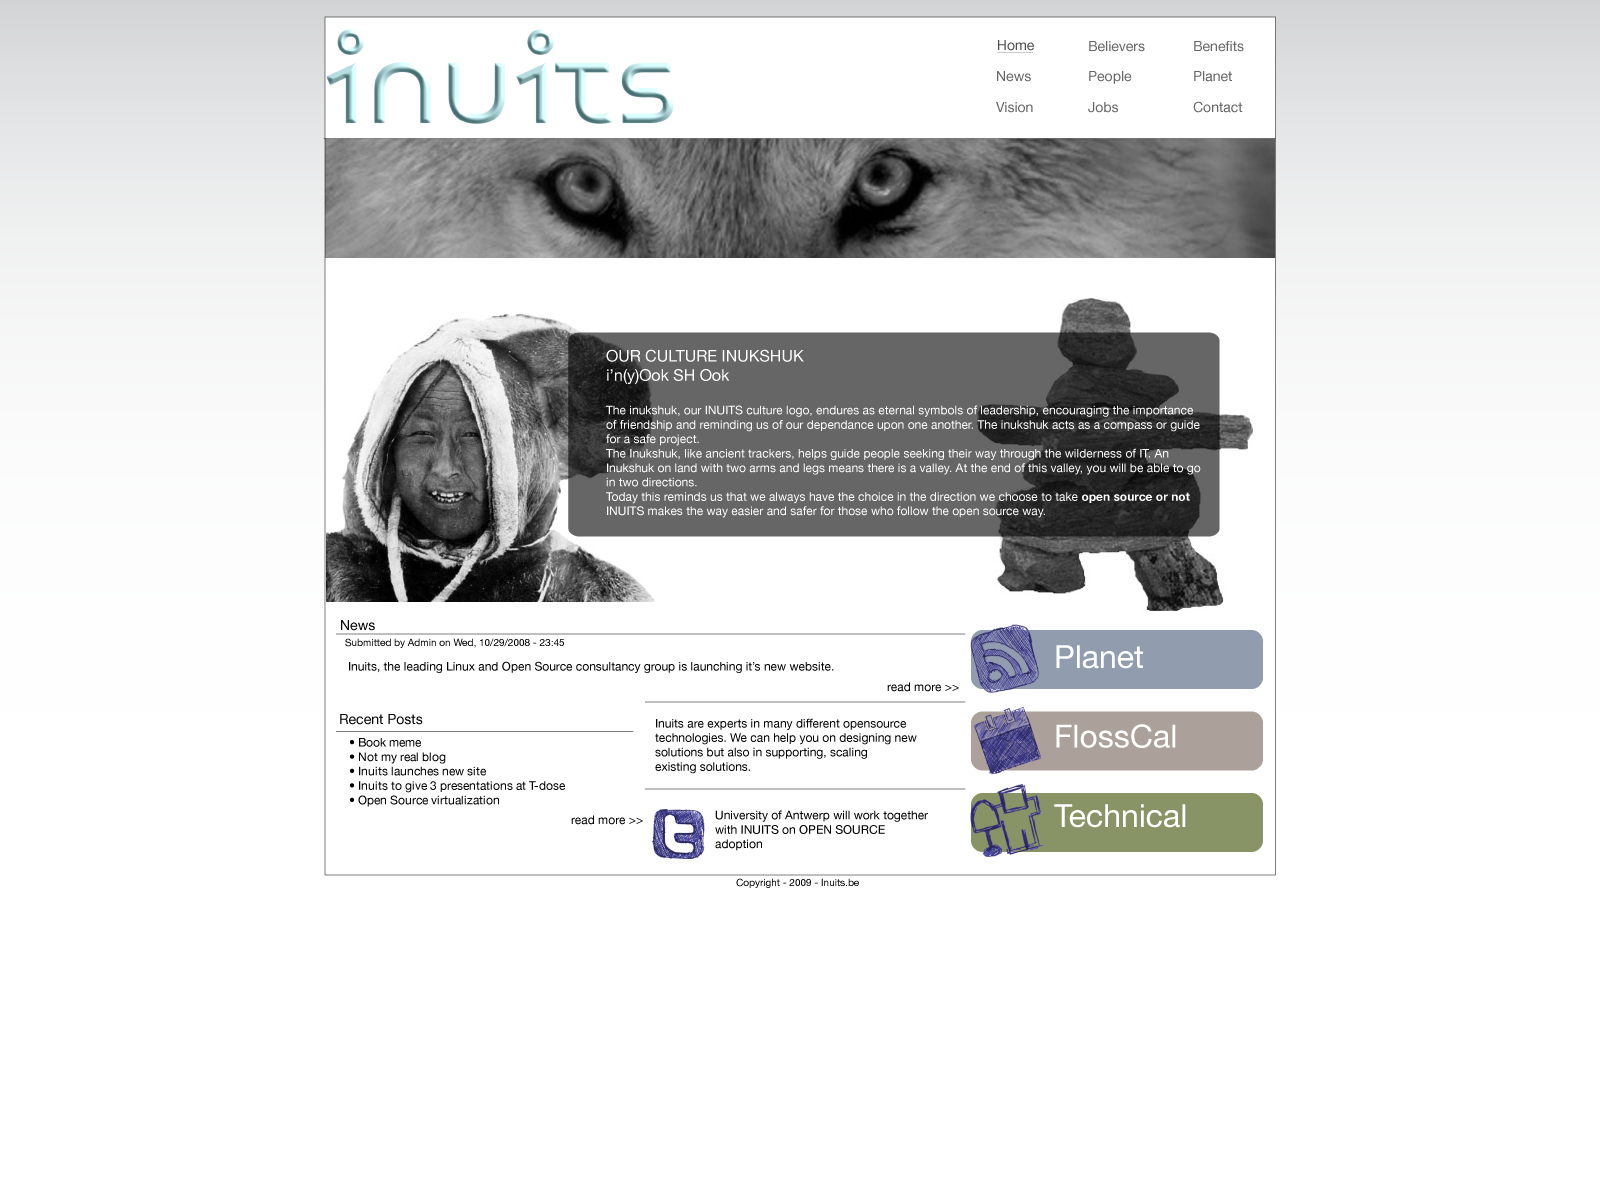 inuits
Home Believers Benefits
News People Planet
Vision Jobs Contact
OUR CULTURE INUKSHUK
i'n(y)Ook SH Ook
The inukshuk, our INUITS culture logo, endures as eternal symbols of leadership, encouraging the importance
of friendship and reminding us of our dependance upon one another. The inukshuk acts as a compass or guide
for a safe project.
The Inukshuk, like ancient trackers, helps guide people seeking their way through the wilderness of IT. An
Inukshuk on land with two arms and legs means there is a valley. At the end of this valley, you will be able to go
in two directions.
Today this reminds us that we always have the choice in the direction we choose to take open source or not
INUITS makes the way easier and safer for those who follow the open source way.
News
Submitted by Admin on Wed, 10/29/2008 - 23:45
Inuits, the leading Linux and Open Source consultancy group is launching it's new website.
read more >>
Recent Posts
• Book meme
• Not my real blog
• Inuits launches new site
• Inuits to give 3 presentations at T-dose
• Open Source virtualization
read more >>
Inuits are experts in many different opensource
technologies. We can help you on designing new
solutions but also in supporting, scaling
existing solutions.
University of Antwerp will work together
with INUITS on OPEN SOURCE
adoption
Planet
FlossCal
Technical
Copyright - 2009 - Inuits.be